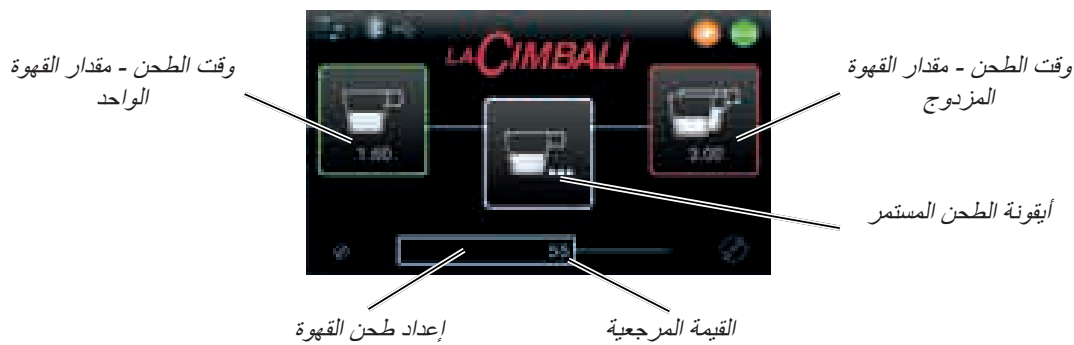 LACIMBALI
وقت الطحن - مقدار القهوة
المزدوج
وقت الطحن - مقدار القهوة
الواحد
1.60
3.00
أيقونة الطحن المستمر
55
القيمة المرجعية
إعداد طحن القهوة